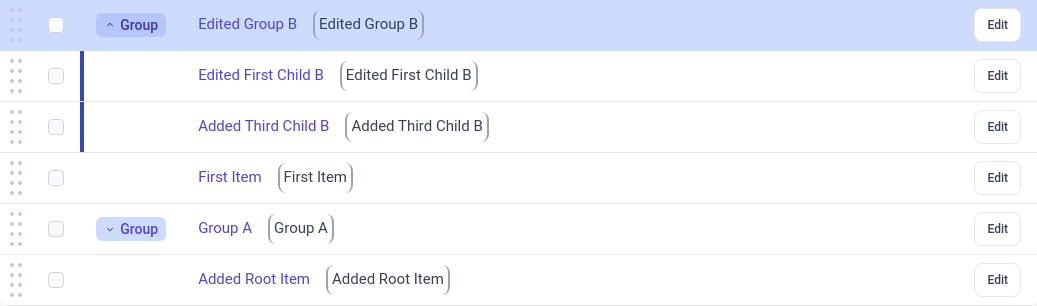 Group Edited Group B Edited Group B Edit
Edited First Child B Edited First Child B Edit
Added Third Child B Added Third Child B Edit
First Item First Item Edit
Group Group A Group A Edit
Added Root Item Added Root Item Edit